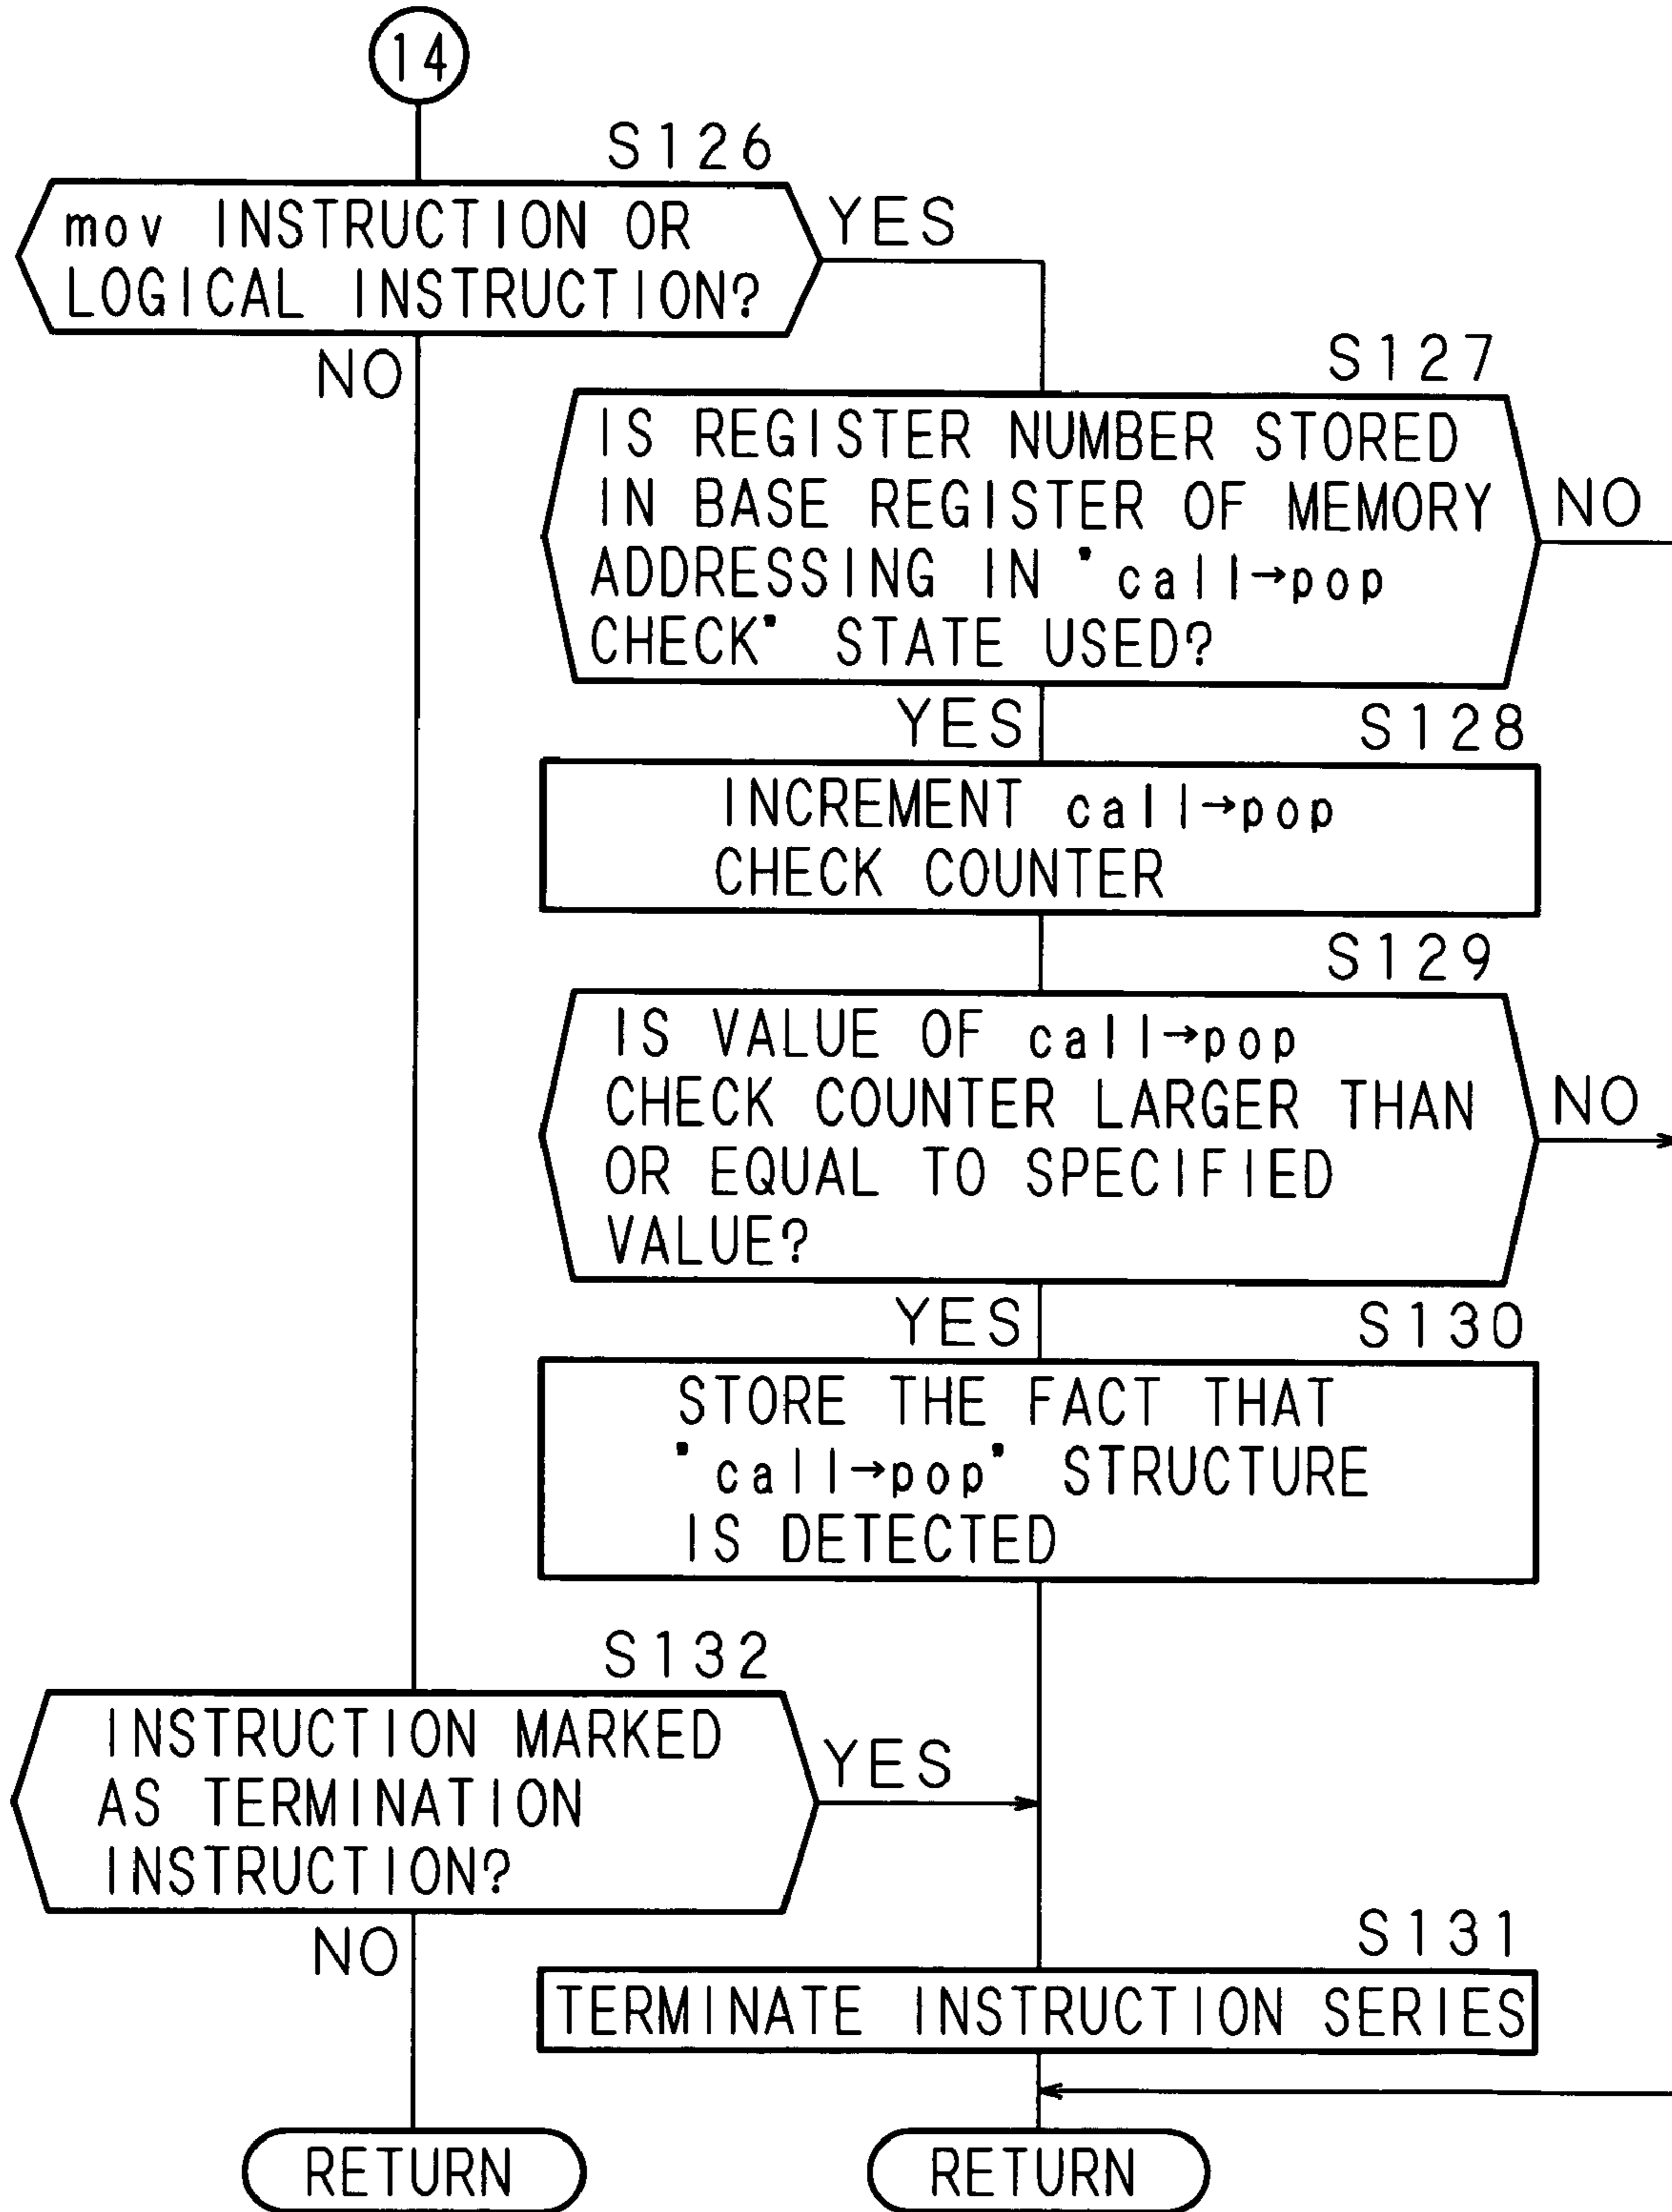 14
S126
mov INSTRUCTION OR
LOGICAL INSTRUCTION?
YES
NO
S127
IS REGISTER NUMBER STORED
IN BASE REGISTER OF MEMORY
ADDRESSING IN "call→pop
CHECK" STATE USED?
NO
YES
S128
INCREMENT call→pop
CHECK COUNTER
S129
IS VALUE OF call→pop
CHECK COUNTER LARGER THAN
OR EQUAL TO SPECIFIED
VALUE?
NO
YES
S130
STORE THE FACT THAT
"call→pop" STRUCTURE
IS DETECTED
S132
INSTRUCTION MARKED
AS TERMINATION
INSTRUCTION?
YES
NO
S131
TERMINATE INSTRUCTION SERIES
RETURN
RETURN